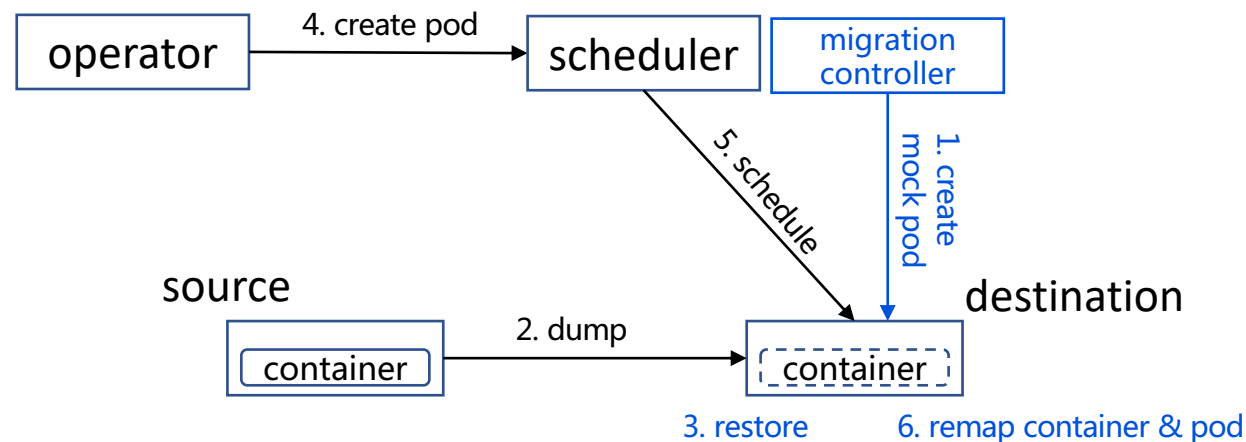 operator
4. create pod
scheduler
migration
controller
5. schedule
1. create
mock pod
source
destination
container
2. dump
container
3. restore
6. remap container & pod